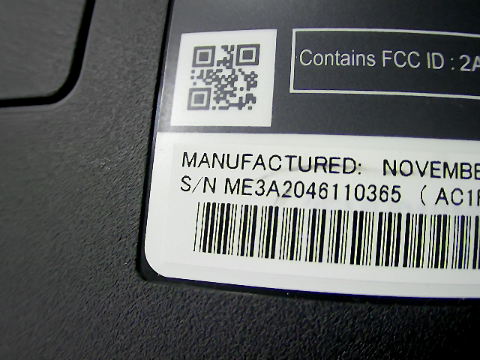 Contains FCC ID : 2A
MANUFACTURED: NOVEMBE
S/N ME3A2046110365 ( AC1